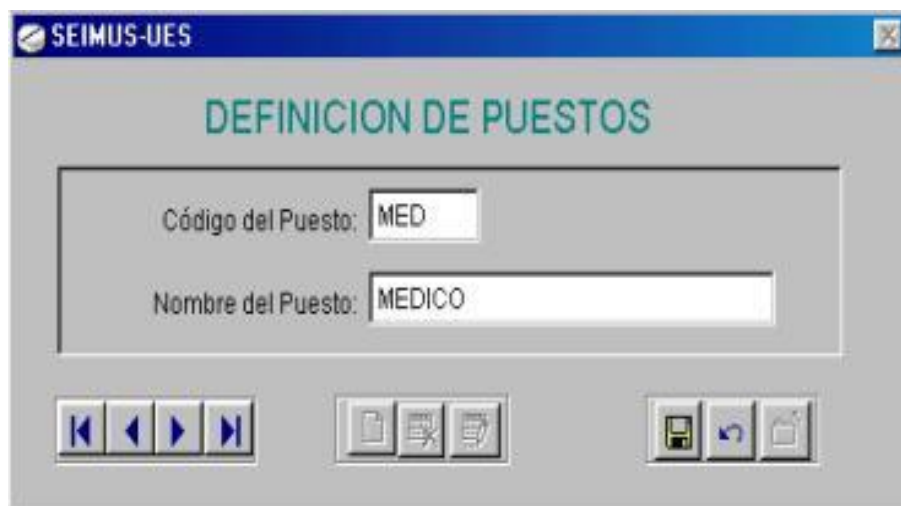 SEIMUS-UES
DEFINICION DE PUESTOS
Código del Puesto: MED
Nombre del Puesto: MEDICO